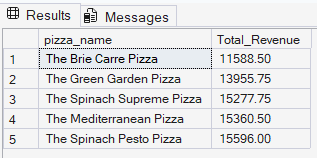 Results Messages
pizza_name Total_Revenue
1 The Brie Carre Pizza 11588.50
2 The Green Garden Pizza 13955.75
3 The Spinach Supreme Pizza 15277.75
4 The Mediterranean Pizza 15360.50
5 The Spinach Pesto Pizza 15596.00